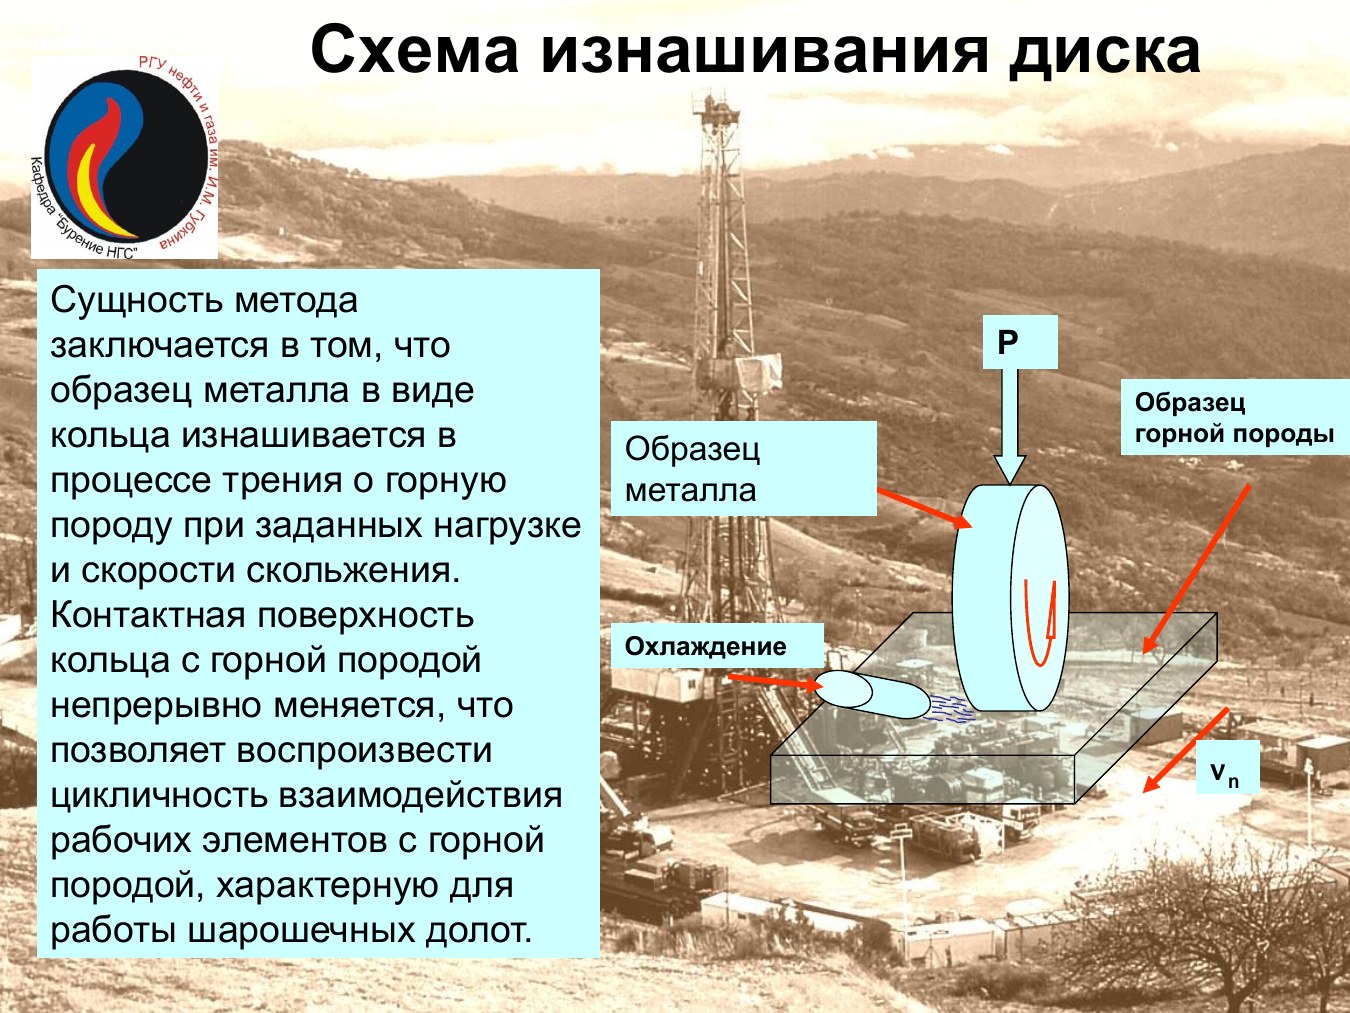 Схема изнашивания диска
РГУ нефти и газа им. И.М. Губкина
Кафедра "Бурение НГС"
Сущность метода
заключается в том, что
образец металла в виде
кольца изнашивается в
процессе трения о горную
породу при заданных нагрузке
и скорости скольжения.
Контактная поверхность
кольца с горной породой
непрерывно меняется, что
позволяет воспроизвести
цикличность взаимодействия
рабочих элементов с горной
породой, характерную для
работы шарошечных долот.
P
Образец
горной породы
Образец
металла
Охлаждение
vn